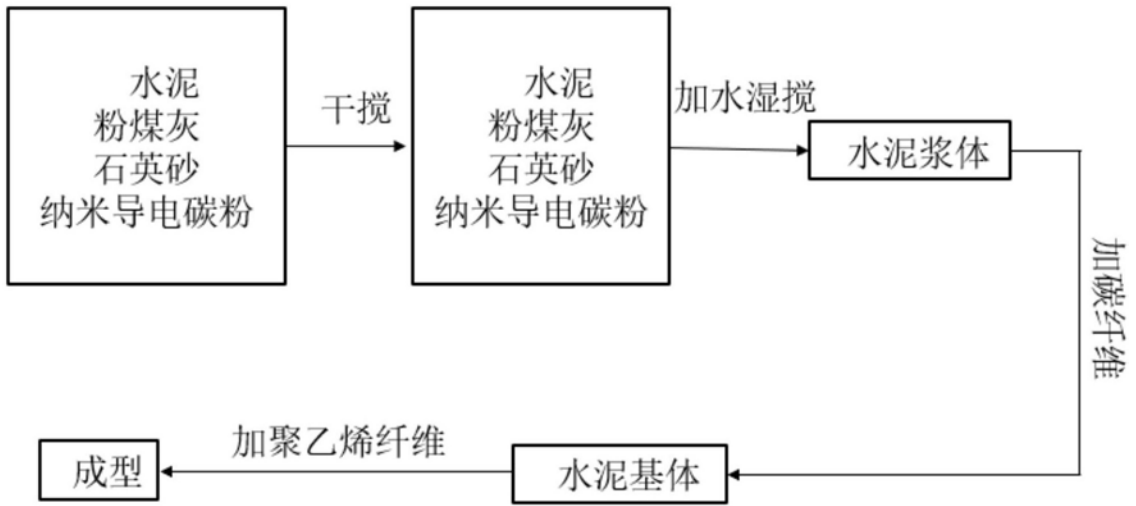 水泥
粉煤灰
石英砂
纳米导电碳粉
干搅
水泥
粉煤灰
石英砂
纳米导电碳粉
加水湿搅
水泥浆体
加碳纤维
水泥基体
加聚乙烯纤维
成型